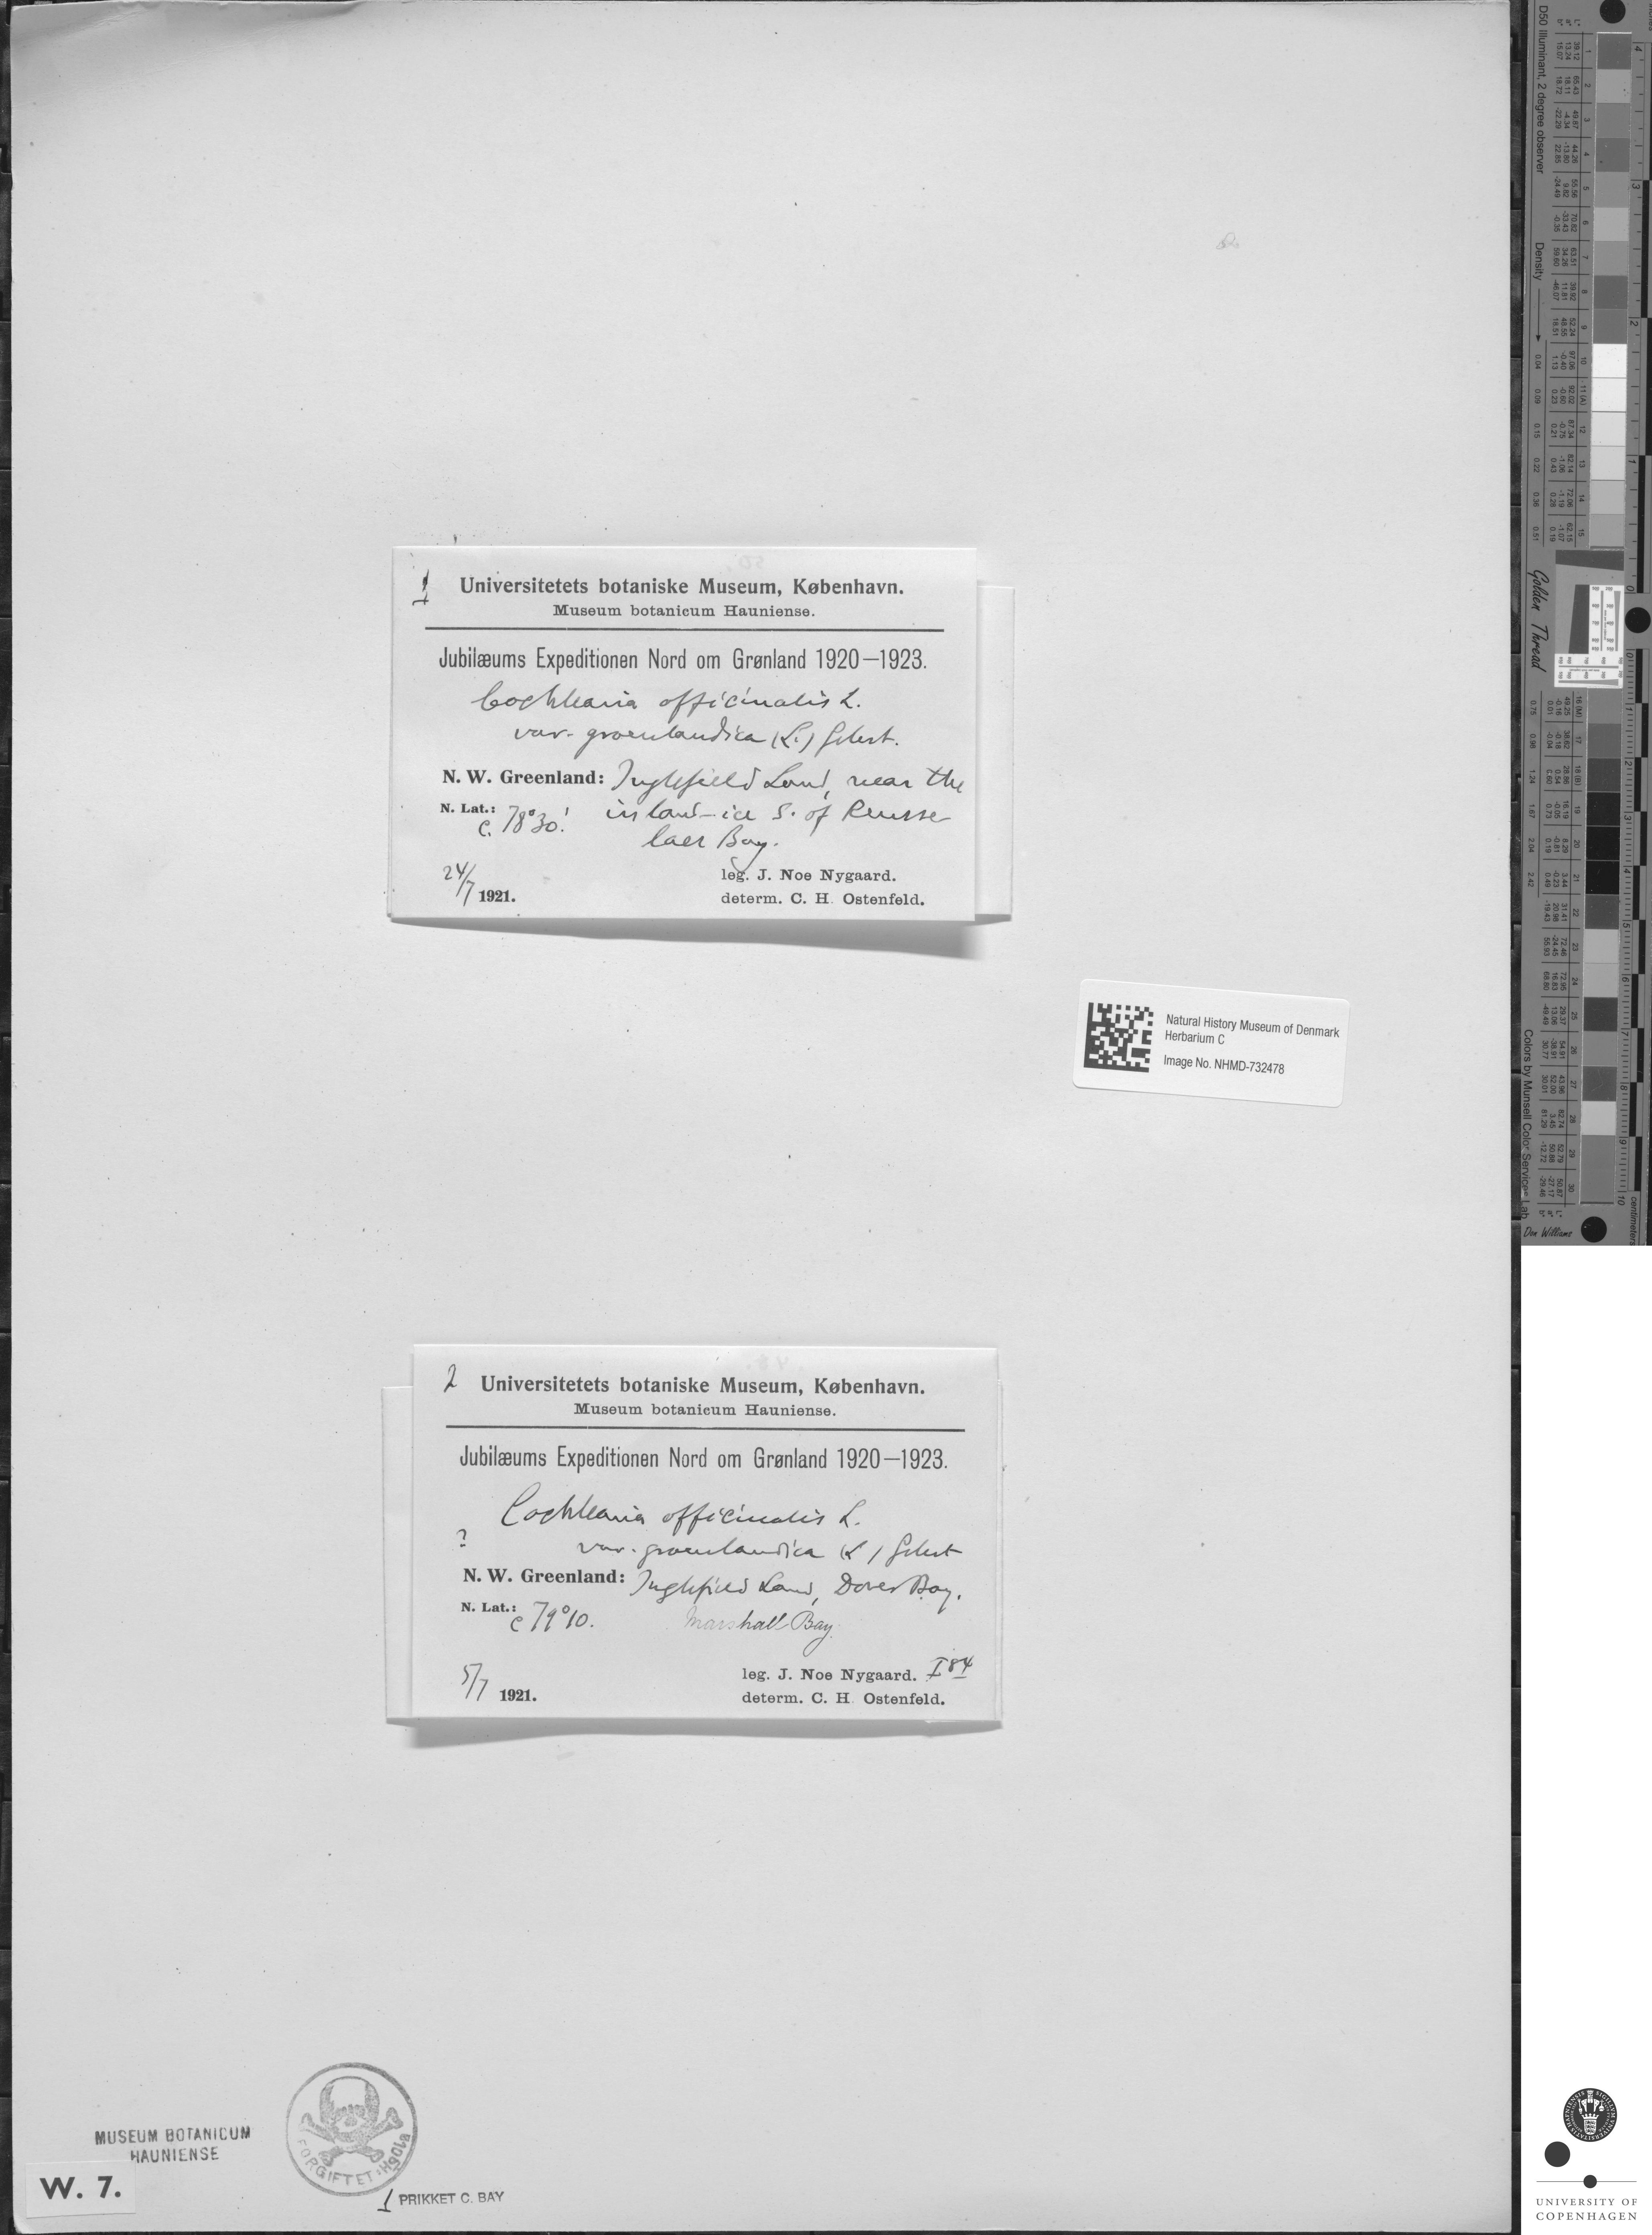 1 Universitetets botaniske Museum, København.
Museum botanicum Hauniense.
Jubilæums Expeditionen Nord om Grønland 1920—1923.
Cochlearia officinalis L.
var. groenlandica (L.) Gelert.
N. W. Greenland: Inglefield Land, near the
N. Lat.: c. 78°30' inland-ice S. of Rensse
laer Bay.
24/7 1921.
leg. J. Noe Nygaard.
determ. C. H. Ostenfeld.
Natural History Museum of Denmark
Herbarium C
Image No. NHMD-732478
2 Universitetets botaniske Museum, København.
Museum botanicum Hauniense.
Jubilæums Expeditionen Nord om Grønland 1920—1923.
Cochlearia officinalis L.
? var. groenlandica (L) Gelert
N. W. Greenland: Inglefield Land, Dover Bay.
N. Lat.: c 79°10. Marshall Bay.
5/7 1921.
leg. J. Noe Nygaard. I 84
determ. C. H. Ostenfeld.
MUSEUM BOTANICUM
HAUNIENSE
W. 7.
FORGIFTET: HgCl2
1 PRIKKET C. BAY
D50 Illuminant, 2 degree observer
Density
Golden Thread
Colors by Munsell Color Services Lab
Don Williams
centimeters
UNIVERSITY OF
COPENHAGEN